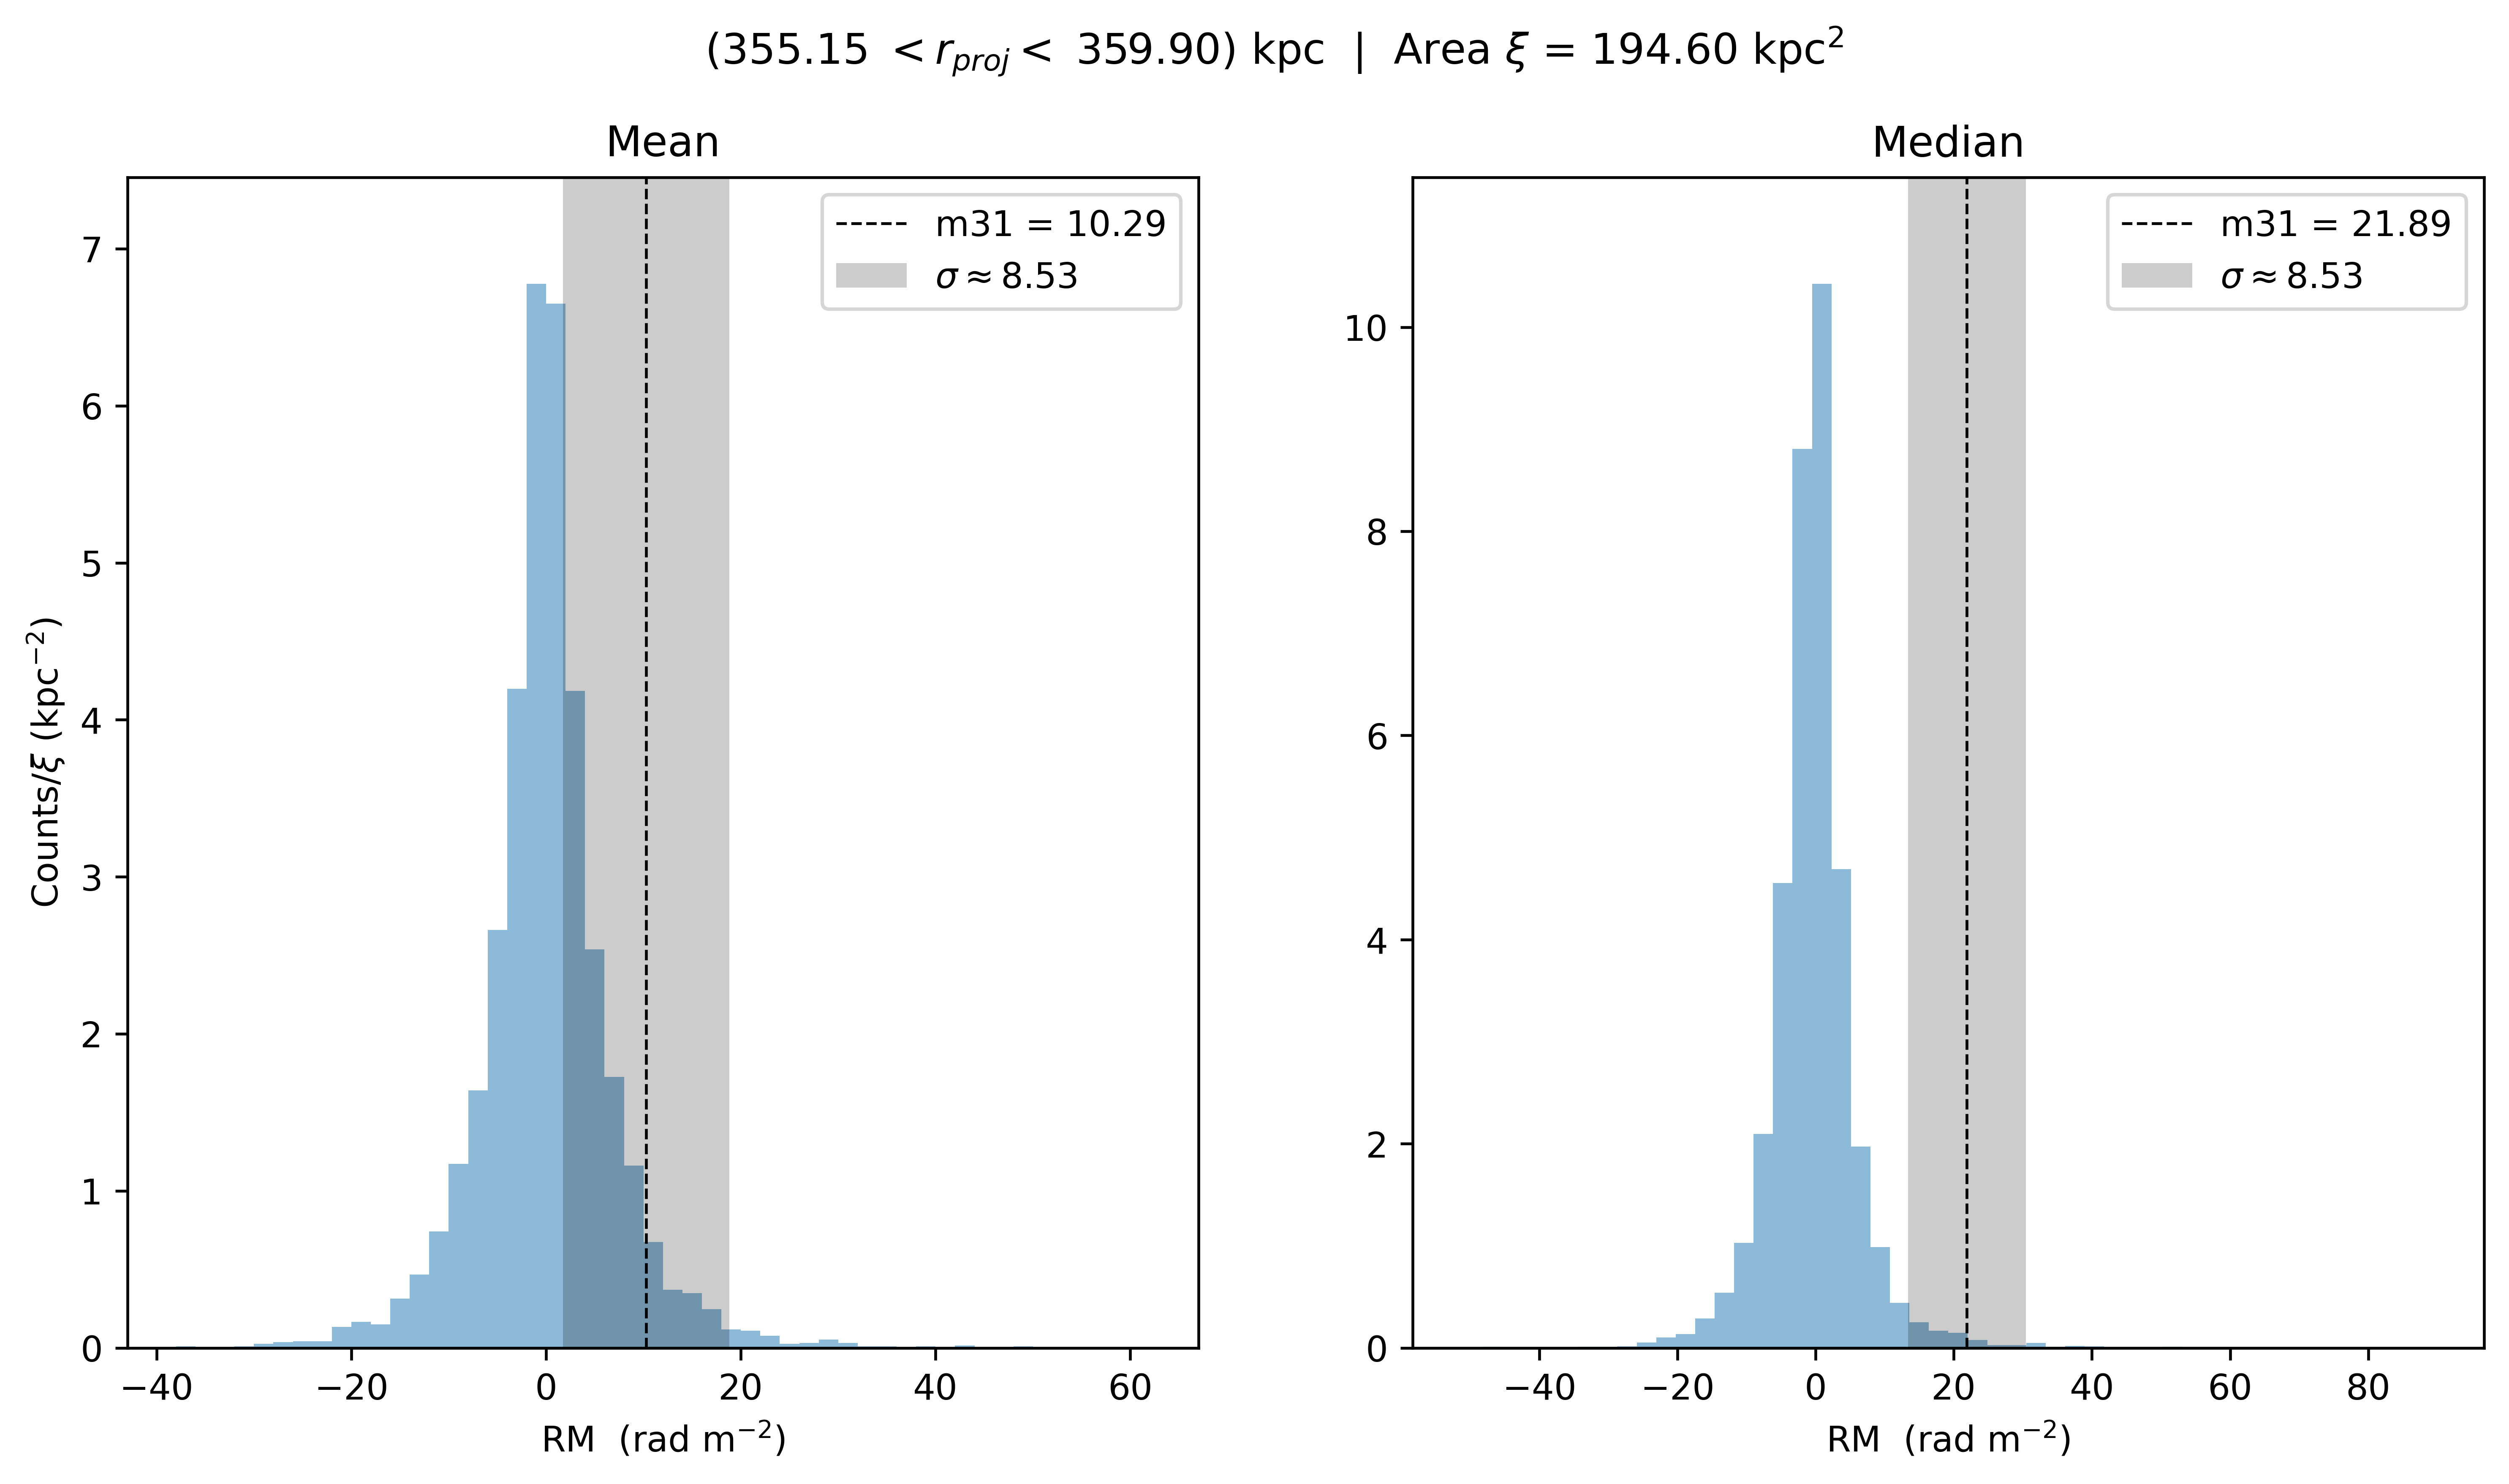 (355.15 < r_proj < 359.90) kpc | Area ξ = 194.60 kpc²
Mean
m31 = 10.29
σ ≈ 8.53
7
6
5
4
3
2
1
0
Counts/ξ (kpc⁻²)
−40 −20 0 20 40 60
RM (rad m⁻²)
Median
m31 = 21.89
σ ≈ 8.53
10
8
6
4
2
0
−40 −20 0 20 40 60 80
RM (rad m⁻²)